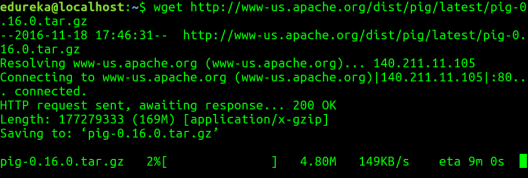 edureka@localhost:~$ wget http://www-us.apache.org/dist/pig/latest/pig-0
.16.0.tar.gz
--2016-11-18 17:46:31--  http://www-us.apache.org/dist/pig/latest/pig-0.
16.0.tar.gz
Resolving www-us.apache.org (www-us.apache.org)... 140.211.11.105
Connecting to www-us.apache.org (www-us.apache.org)|140.211.11.105|:80..
. connected.
HTTP request sent, awaiting response... 200 OK
Length: 177279333 (169M) [application/x-gzip]
Saving to: ‘pig-0.16.0.tar.gz’
pig-0.16.0.tar.gz   2%[                ]   4.80M   149KB/s    eta 9m 0s